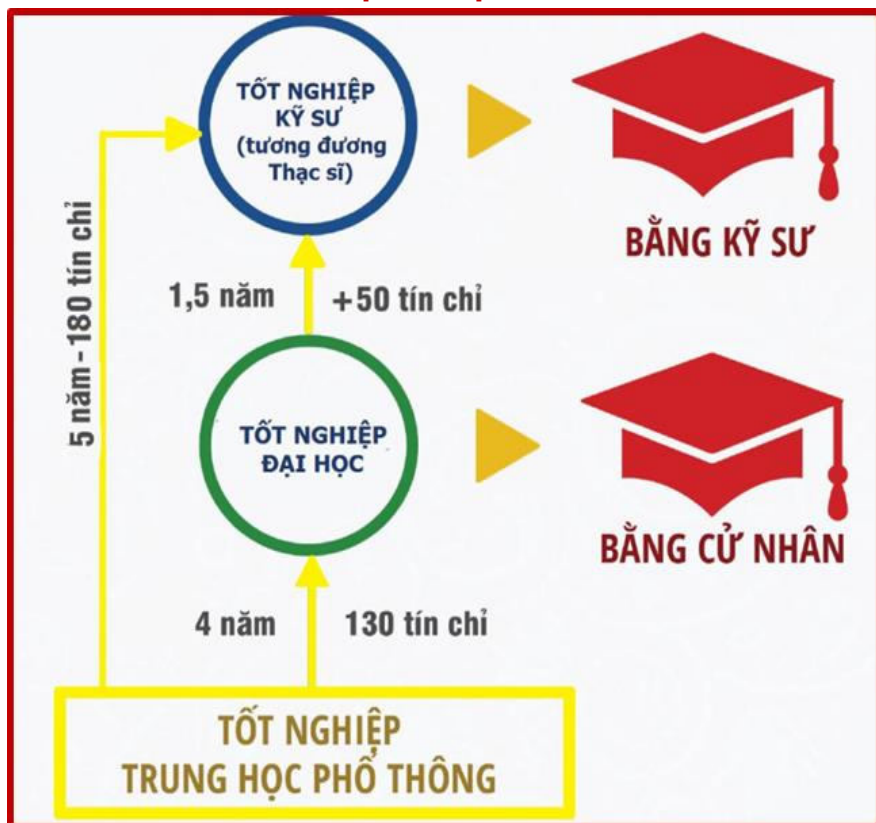 TỐT NGHIỆP
KỸ SƯ
(tương đương
Thạc sĩ)
BẰNG KỸ SƯ
5 năm - 180 tín chỉ
1,5 năm
+50 tín chỉ
TỐT NGHIỆP
ĐẠI HỌC
BẰNG CỬ NHÂN
4 năm
130 tín chỉ
TỐT NGHIỆP
TRUNG HỌC PHỔ THÔNG